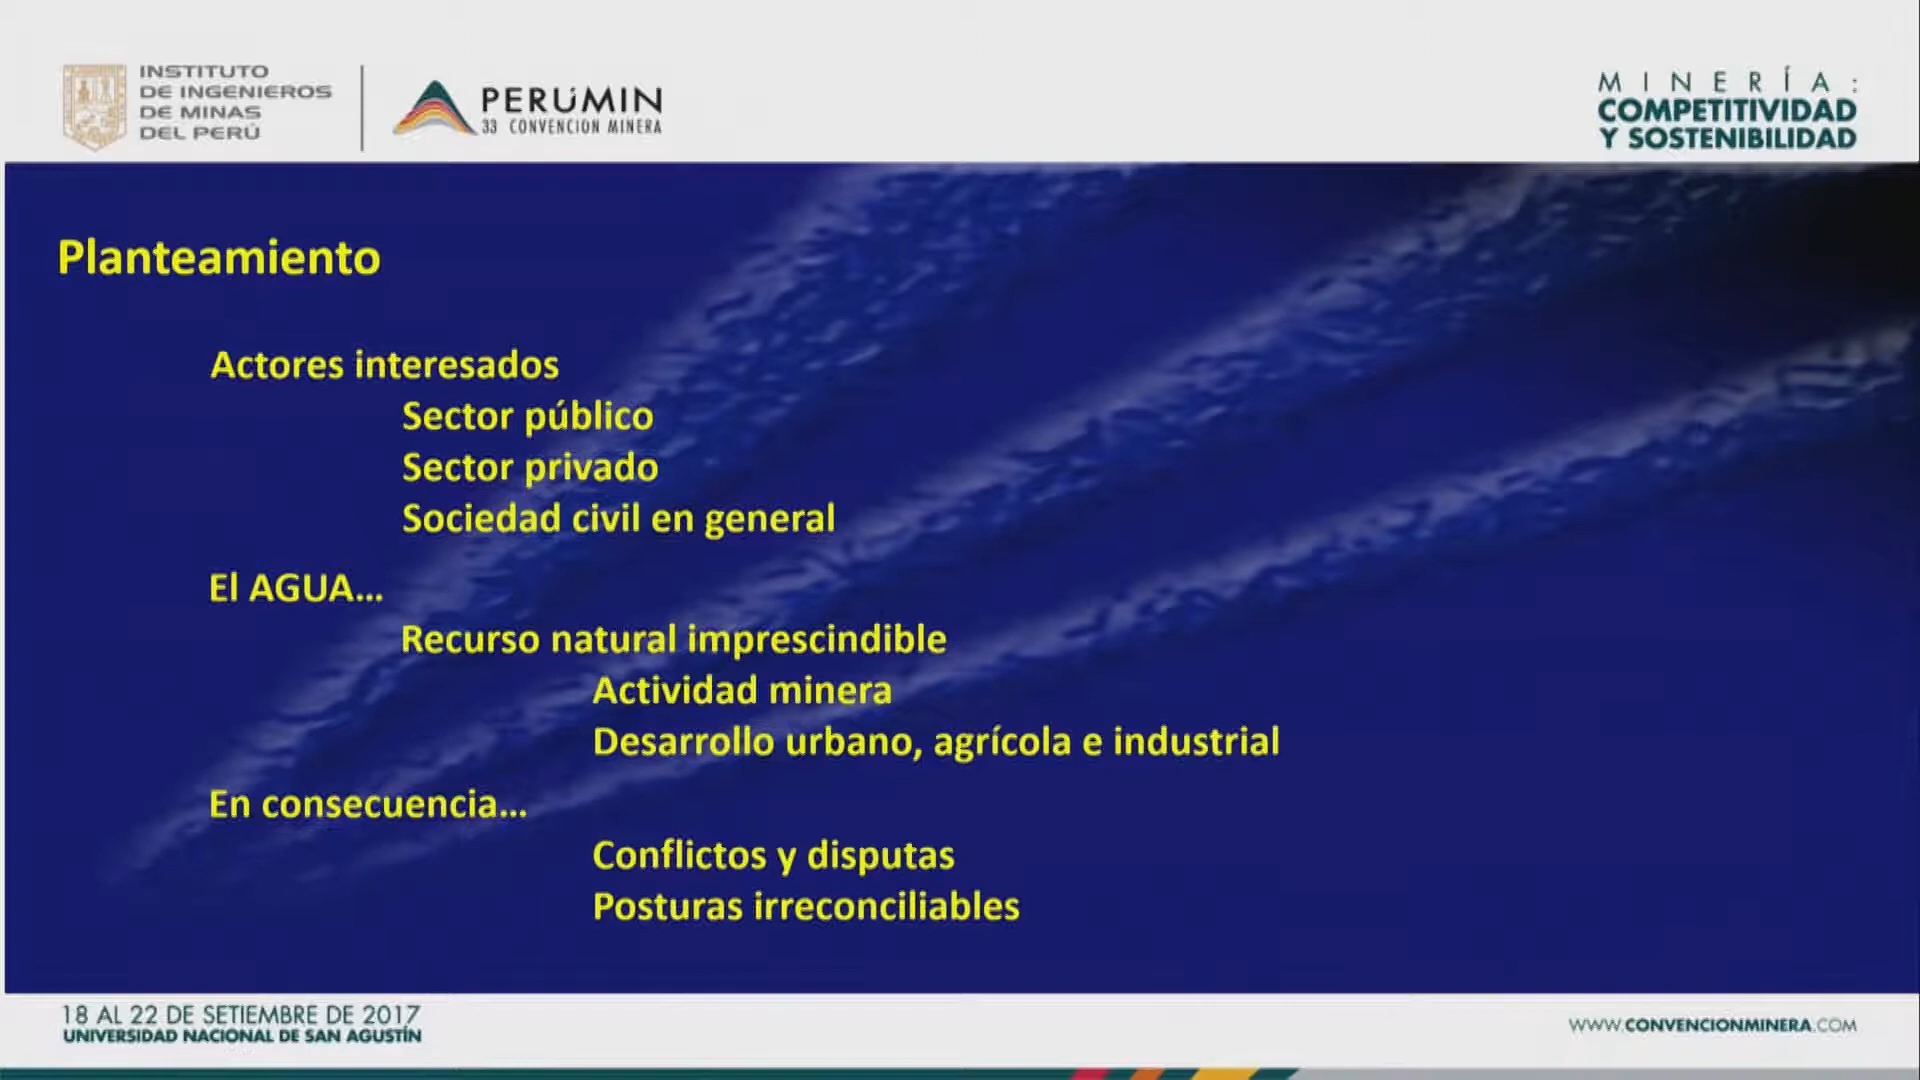 INSTITUTO
DE INGENIEROS
DE MINAS
DEL PERÚ
PERÚMIN
33 CONVENCION MINERA
MINERÍA:
COMPETITIVIDAD
Y SOSTENIBILIDAD
Planteamiento
Actores interesados
Sector público
Sector privado
Sociedad civil en general
El AGUA...
Recurso natural imprescindible
Actividad minera
Desarrollo urbano, agrícola e industrial
En consecuencia...
Conflictos y disputas
Posturas irreconciliables
18 AL 22 DE SETIEMBRE DE 2017
UNIVERSIDAD NACIONAL DE SAN AGUSTÍN
WWW.CONVENCIONMINERA.COM